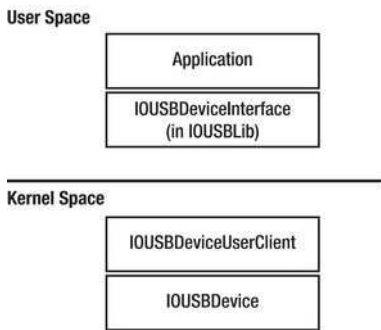 User Space
Application
IOUSBDeviceInterface
(in IOUSBLib)
Kernel Space
IOUSBDeviceUserClient
IOUSBDevice